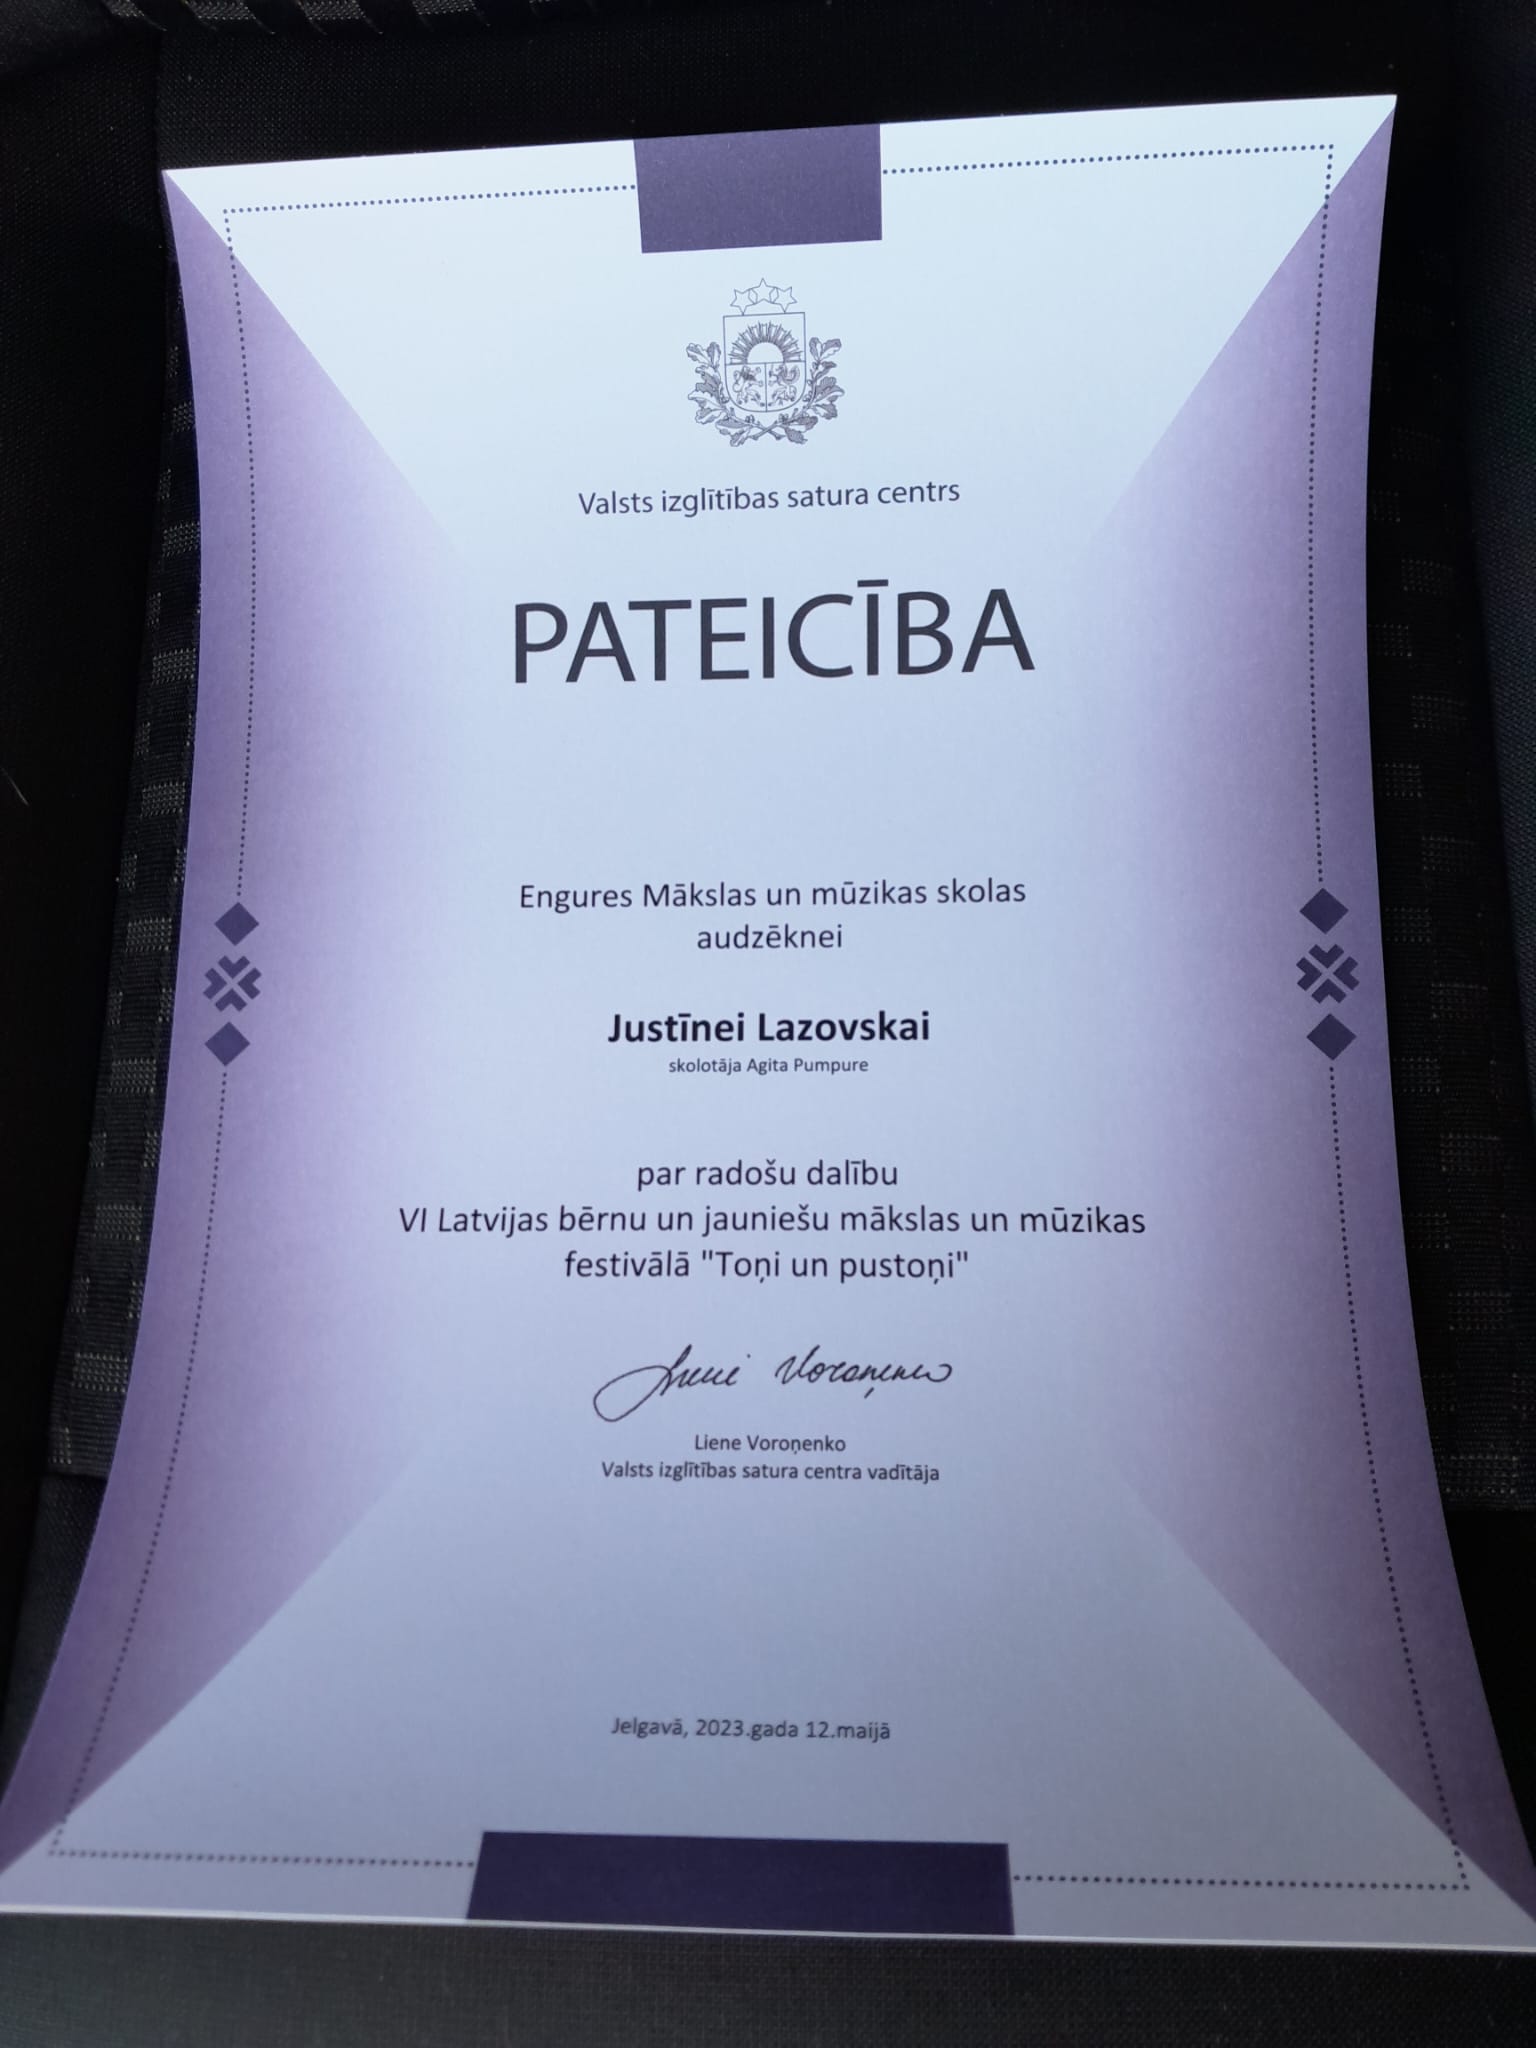 Valsts izglītības satura centrs
PATEICĪBA
Engures Mākslas un mūzikas skolas
audzēknei
Justīnei Lazovskai
skolotāja Agita Pumpure
par radošu dalību
VI Latvijas bērnu un jauniešu mākslas un mūzikas
festivālā "Toņi un pustoņi"
Liene Voroņenko
Liene Voroņenko
Valsts izglītības satura centra vadītāja
Jelgavā, 2023.gada 12.maijā